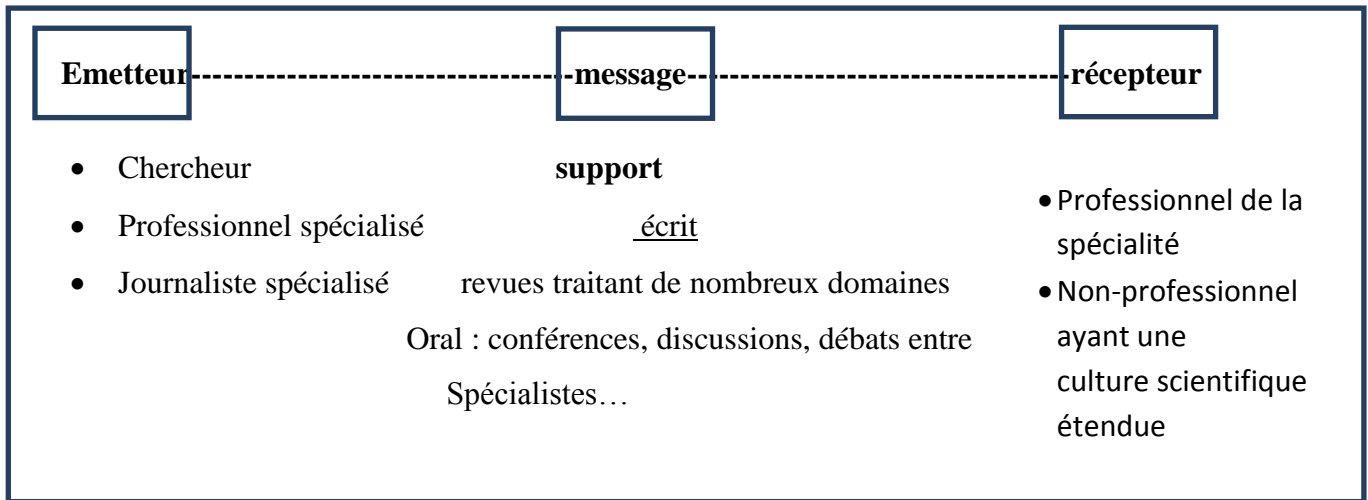 Emetteur-----------------------------------message-----------------------------------récepteur
• Chercheur support
• Professionnel spécialisé écrit
• Journaliste spécialisé revues traitant de nombreux domaines
Oral : conférences, discussions, débats entre
Spécialistes…
• Professionnel de la
spécialité
• Non-professionnel
ayant une
culture scientifique
étendue